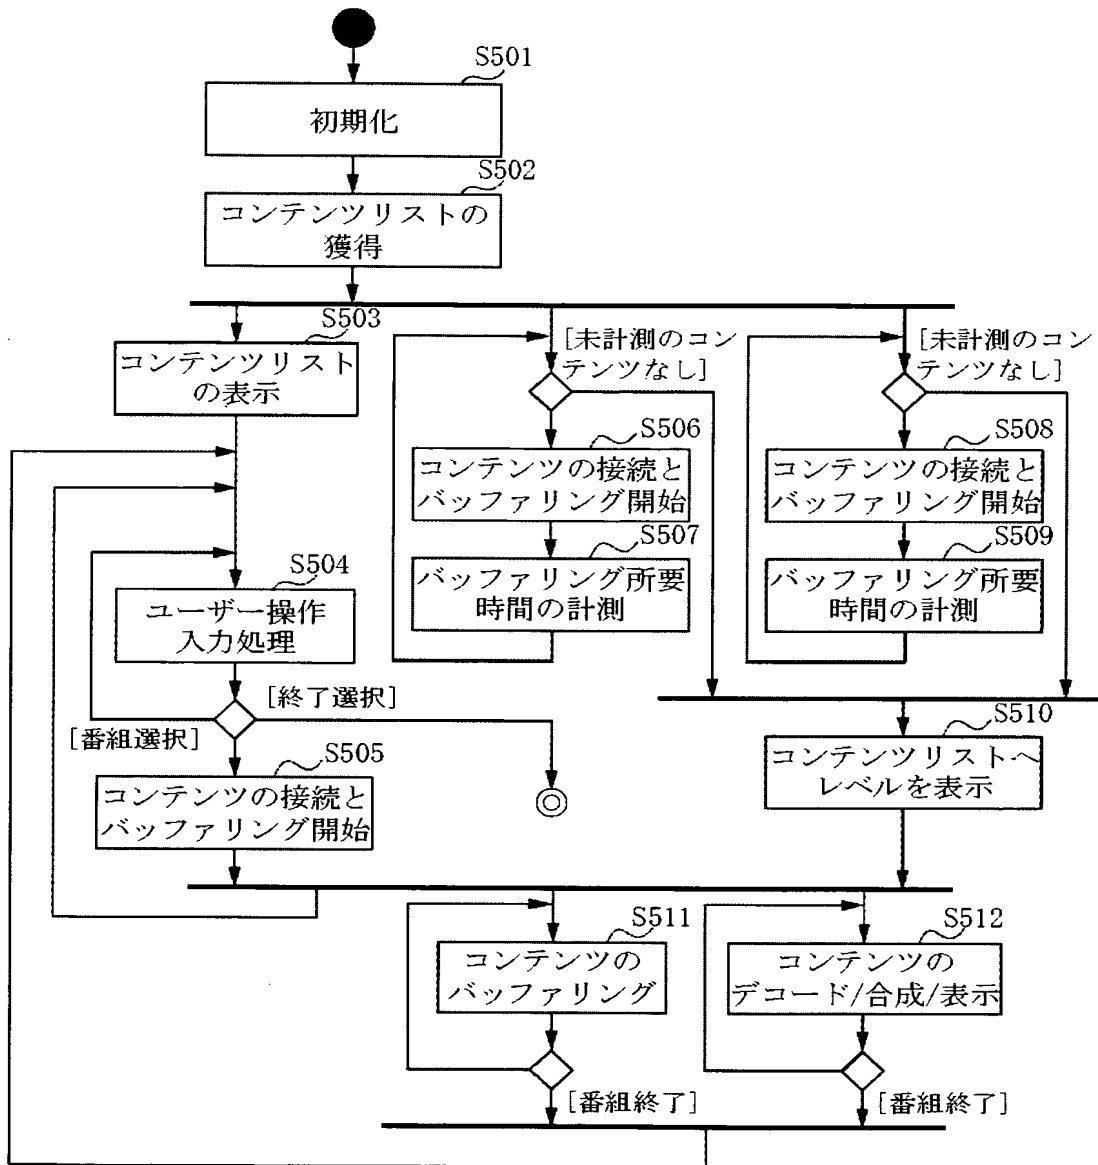 S501
初期化
S502
コンテンツリストの
獲得
S503
コンテンツリスト
の表示
[未計測のコン
テンツなし]
[未計測のコン
テンツなし]
S506
コンテンツの接続と
バッファリング開始
S508
コンテンツの接続と
バッファリング開始
S507
バッファリング所要
時間の計測
S509
バッファリング所要
時間の計測
S504
ユーザー操作
入力処理
[終了選択]
[番組選択]
S505
コンテンツの接続と
バッファリング開始
S510
コンテンツリストへ
レベルを表示
S511
コンテンツの
バッファリング
S512
コンテンツの
デコード/合成/表示
[番組終了]
[番組終了]